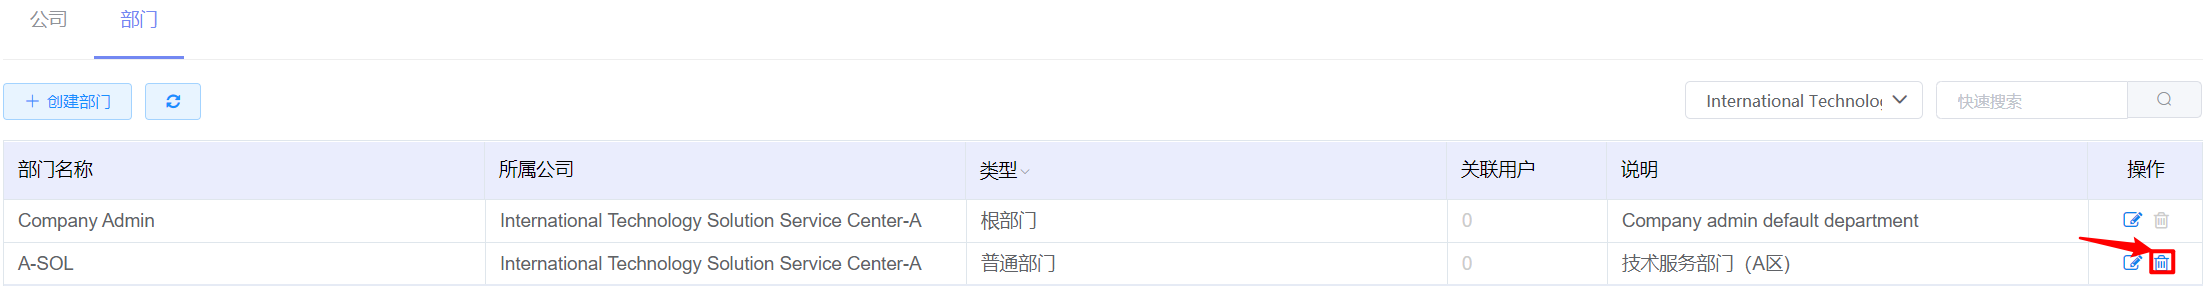 公司 部门
创建部门 International Technolo 快速搜索
部门名称 所属公司 类型 关联用户 说明 操作
Company Admin International Technology Solution Service Center-A 根部门 0 Company admin default department
A-SOL International Technology Solution Service Center-A 普通部门 0 技术服务部门（A区）